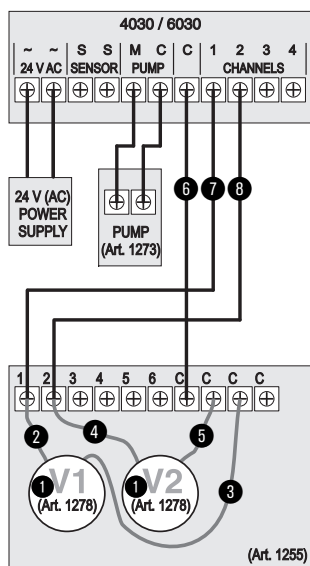 4030 / 6030
~ ~ S S M C C 1 2 3 4
24 V AC SENSOR PUMP CHANNELS
6 7 8
24 V (AC)
POWER
SUPPLY
PUMP
(Art. 1273)
1 2 3 4 5 6 C C C C
2 4 5
1 V1 1 V2 3
(Art. 1278) (Art. 1278)
(Art. 1255)